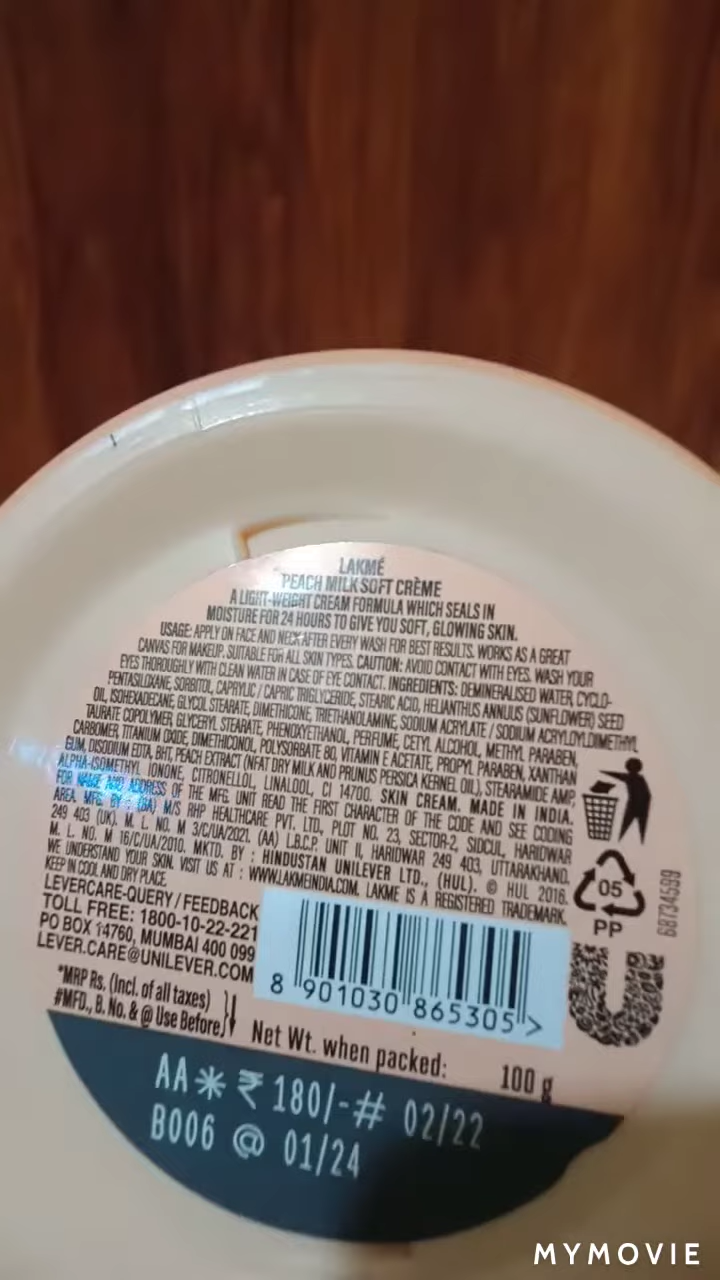 LAKMÉ
PEACH MILK SOFT CRÈME
A LIGHT-WEIGHT CREAM FORMULA WHICH SEALS IN
MOISTURE FOR 24 HOURS TO GIVE YOU SOFT, GLOWING SKIN.
USAGE: APPLY ON FACE AND NECK AFTER EVERY WASH FOR BEST RESULTS. WORKS AS A GREAT
CANVAS FOR MAKEUP. SUITABLE FOR ALL SKIN TYPES. CAUTION: AVOID CONTACT WITH EYES. WASH YOUR
EYES THOROUGHLY WITH CLEAN WATER IN CASE OF EYE CONTACT. INGREDIENTS: DEMINERALISED WATER, CYCLO-
PENTASILOXANE, SORBITOL, CAPRYLIC / CAPRIC TRIGLYCERIDE, STEARIC ACID, HELIANTHUS ANNUUS (SUNFLOWER) SEED
OIL, ISOHEXADECANE, GLYCOL STEARATE, DIMETHICONE, TRIETHANOLAMINE, SODIUM ACRYLATE / SODIUM ACRYLOYLDIMETHYL
TAURATE COPOLYMER, GLYCERYL STEARATE, PHENOXYETHANOL, PERFUME, CETYL ALCOHOL, METHYL PARABEN,
CARBOMER, TITANIUM OXIDE, DIMETHICONOL, POLYSORBATE 80, VITAMIN E ACETATE, PROPYL PARABEN, XANTHAN
GUM, DISODIUM EDTA, BHT, PEACH EXTRACT (NFAT DRY MILK AND PRUNUS PERSICA KERNEL OIL), STEARAMIDE AMP,
ALPHA-ISOMETHYL IONONE, CITRONELLOL, LINALOOL, CI 14700. SKIN CREAM. MADE IN INDIA.
FOR NAME AND ADDRESS OF THE MFG. UNIT READ THE FIRST CHARACTER OF THE CODE AND SEE CODING
AREA. MFG. BY : (BA) M/S RHP HEALTHCARE PVT. LTD., PLOT NO. 23, SECTOR-2, SIDCUL, HARIDWAR
249 403 (UK). M. L. NO. M 3/C/UA/2021. (AA) L.B.C.P. UNIT II, HARIDWAR 249 403, UTTARAKHAND.
M. L. NO. M 16/C/UA/2010. MKTD. BY : HINDUSTAN UNILEVER LTD., (HUL). © HUL 2016.
WE UNDERSTAND YOUR SKIN. VISIT US AT : WWW.LAKMEINDIA.COM. LAKME IS A REGISTERED TRADEMARK.
KEEP IN COOL AND DRY PLACE.
LEVERCARE-QUERY / FEEDBACK
TOLL FREE: 1800-10-22-221
PO BOX 14760, MUMBAI 400 099
LEVER.CARE@UNILEVER.COM
05
PP
68734599
8 901030 865305 >
*MRP Rs. (Incl. of all taxes)
#MFD., B. No. & @ Use Before
Net Wt. when packed: 100 g
AA* ₹ 180/-# 02/22
B006 @ 01/24
MYMOVIE